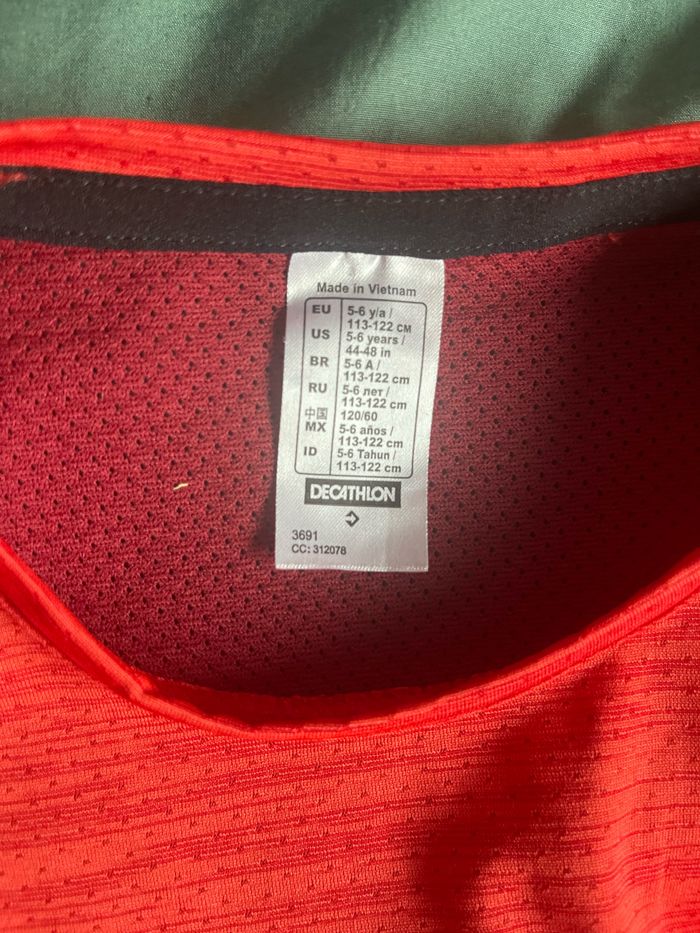 Made in Vietnam
EU 5-6 y/a /
113-122 CM
US 5-6 years /
44-48 in
BR 5-6 A /
113-122 cm
RU 5-6 лет /
113-122 cm
中国 120/60
MX 5-6 años /
113-122 cm
ID 5-6 Tahun /
113-122 cm
DECATHLON
3691
CC: 312078